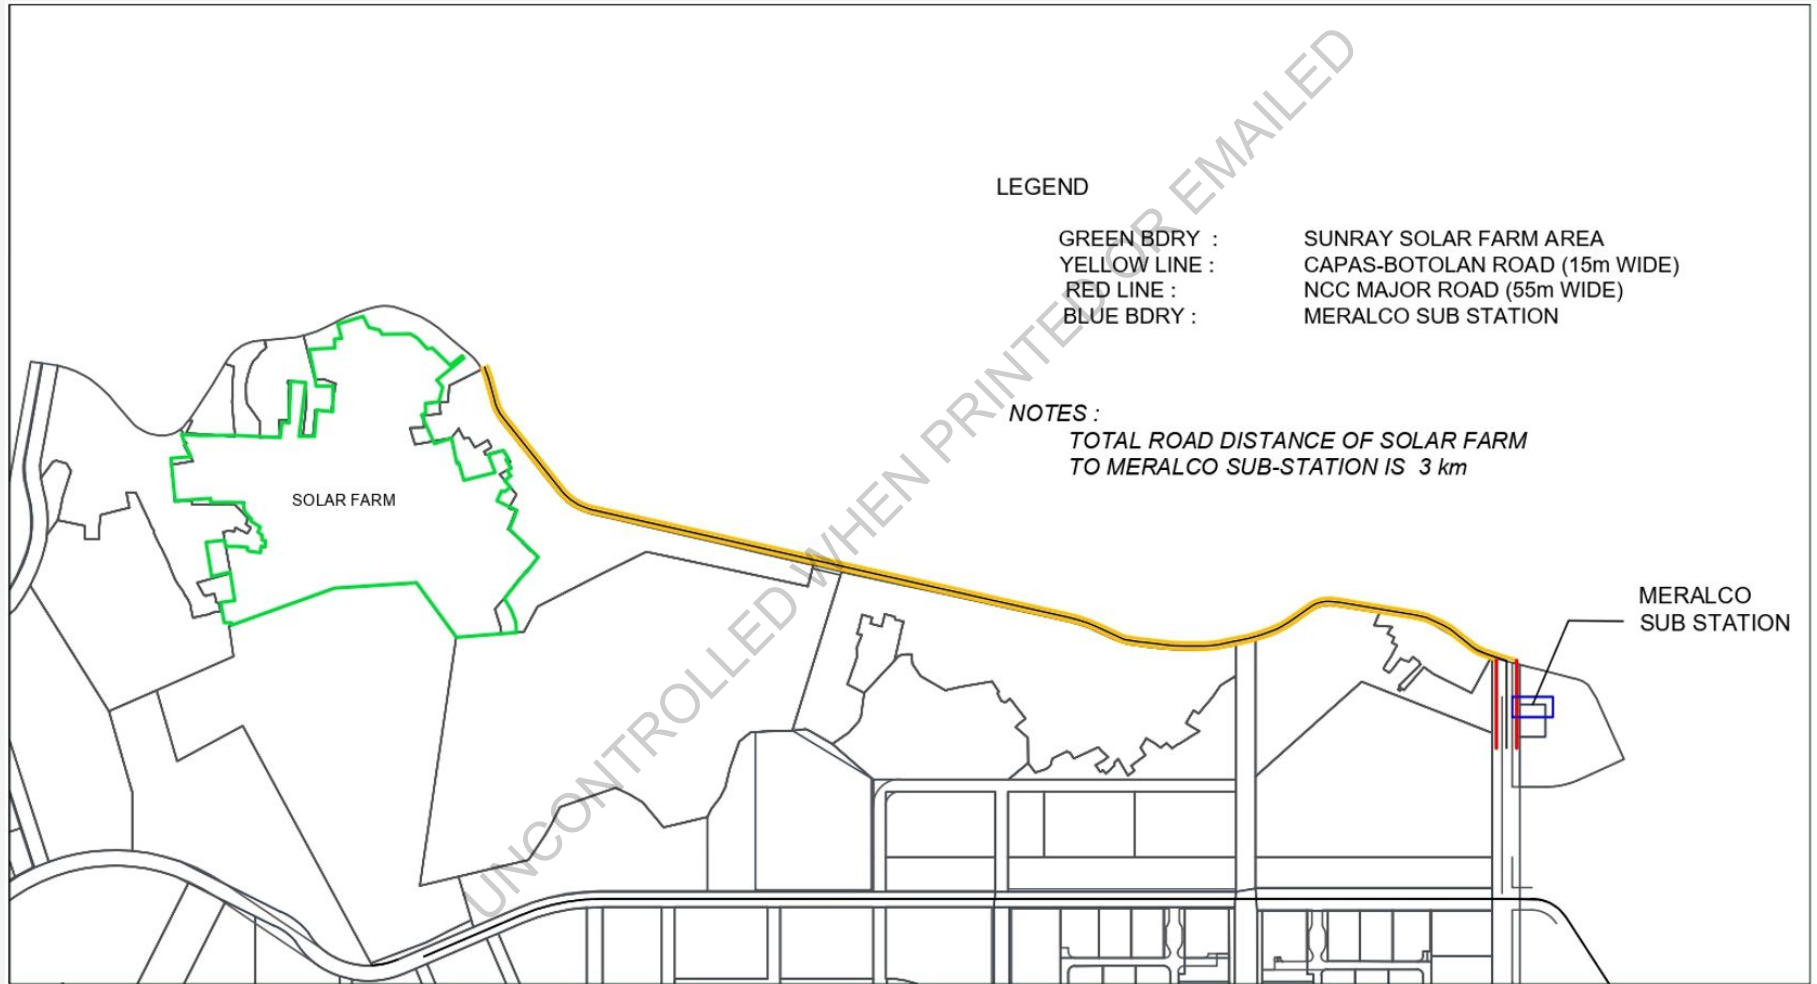 LEGEND
GREEN BDRY : SUNRAY SOLAR FARM AREA
YELLOW LINE : CAPAS-BOTOLAN ROAD (15m WIDE)
RED LINE : NCC MAJOR ROAD (55m WIDE)
BLUE BDRY : MERALCO SUB STATION
NOTES :
TOTAL ROAD DISTANCE OF SOLAR FARM
TO MERALCO SUB-STATION IS 3 km
SOLAR FARM
MERALCO
SUB STATION
UNCONTROLLED WHEN PRINTED OR EMAILED